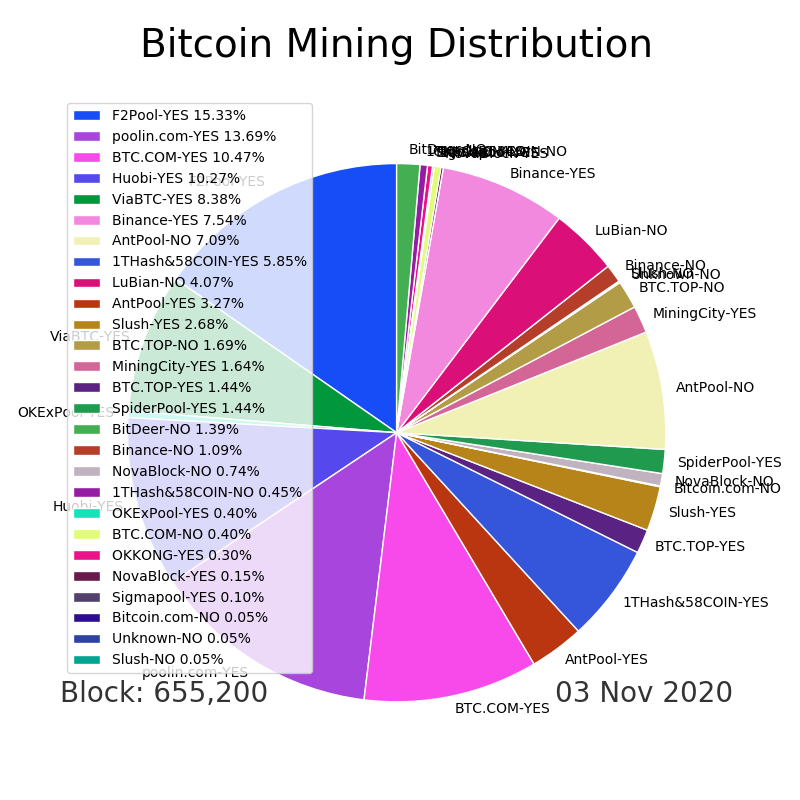 Bitcoin Mining Distribution
F2Pool-YES 15.33%
poolin.com-YES 13.69%
BTC.COM-YES 10.47%
Huobi-YES 10.27%
ViaBTC-YES 8.38%
Binance-YES 7.54%
AntPool-NO 7.09%
1THash&58COIN-YES 5.85%
LuBian-NO 4.07%
AntPool-YES 3.27%
Slush-YES 2.68%
BTC.TOP-NO 1.69%
MiningCity-YES 1.64%
BTC.TOP-YES 1.44%
SpiderPool-YES 1.44%
BitDeer-NO 1.39%
Binance-NO 1.09%
NovaBlock-NO 0.74%
1THash&58COIN-NO 0.45%
OKExPool-YES 0.40%
BTC.COM-NO 0.40%
OKKONG-YES 0.30%
NovaBlock-YES 0.15%
Sigmapool-YES 0.10%
Bitcoin.com-NO 0.05%
Unknown-NO 0.05%
Slush-NO 0.05%
F2Pool-YES
ViaBTC-YES
OKExPool-YES
Huobi-YES
poolin.com-YES
Binance-YES
LuBian-NO
Binance-NO
Unknown-NO
BTC.TOP-NO
MiningCity-YES
AntPool-NO
SpiderPool-YES
NovaBlock-NO
Bitcoin.com-NO
Slush-YES
BTC.TOP-YES
1THash&58COIN-YES
AntPool-YES
BTC.COM-YES
Block: 655,200
03 Nov 2020